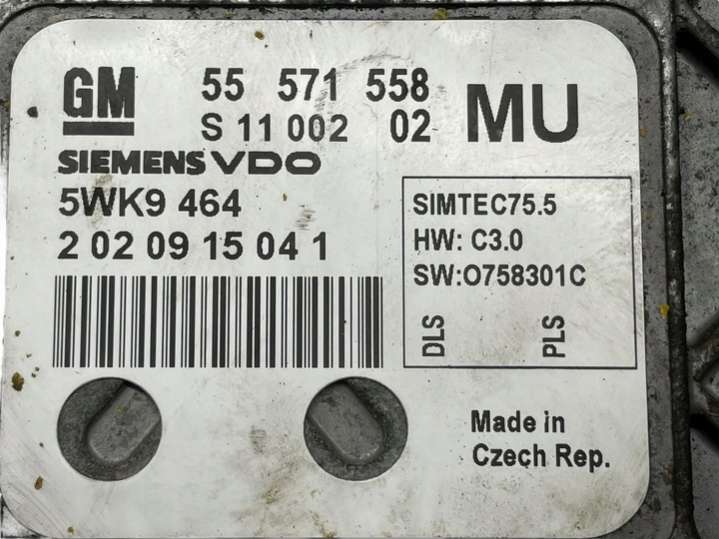 GM 55 571 558 MU
S 11 002 02
SIEMENS VDO
5WK9 464
2 02 09 15 04 1
SIMTEC75.5
HW: C3.0
SW:O758301C
DLS PLS
Made in
Czech Rep.